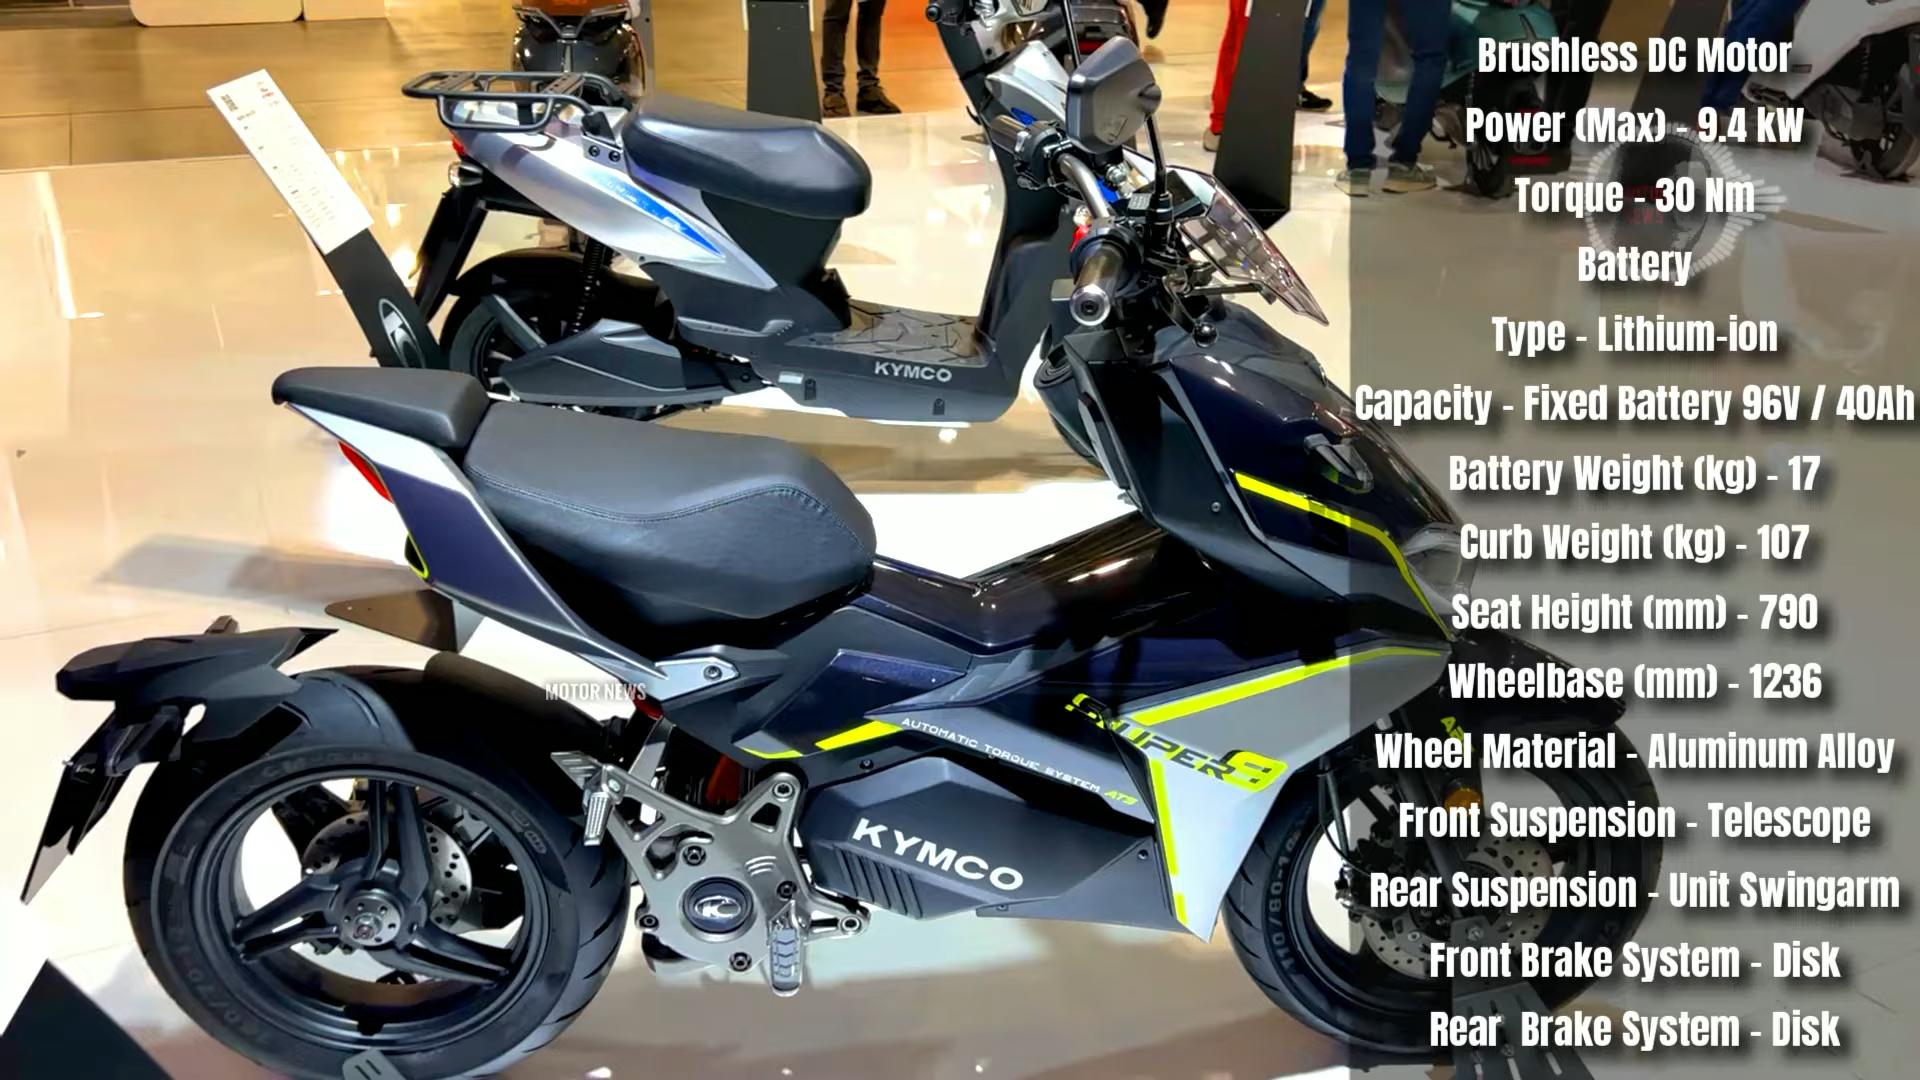 Brushless DC Motor
Power (Max) - 9.4 kW
Torque - 30 Nm
Battery
Type - Lithium-ion
Capacity - Fixed Battery 96V / 40Ah
Battery Weight (kg) - 17
Curb Weight (kg) - 107
Seat Height (mm) - 790
Wheelbase (mm) - 1236
Wheel Material - Aluminum Alloy
Front Suspension - Telescope
Rear Suspension - Unit Swingarm
Front Brake System - Disk
Rear Brake System - Disk
KYMCO
MOTOR NEWS
AUTOMATIC TORQUE SYSTEM ATS
SUPER 9
KYMCO